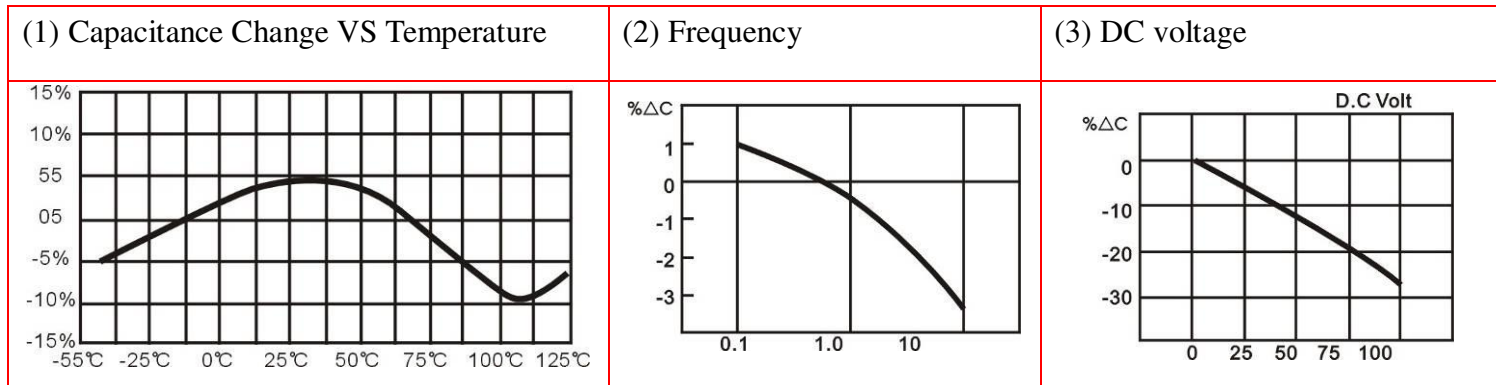 (1) Capacitance Change VS Temperature
(2) Frequency
(3) DC voltage
15%
10%
55
05
-5%
-10%
-15%
-55℃ -25℃ 0℃ 25℃ 50℃ 75℃ 100℃ 125℃
%△C
1
0
-1
-2
-3
0.1 1.0 10
D.C Volt
%△C
0
-10
-20
-30
0 25 50 75 100